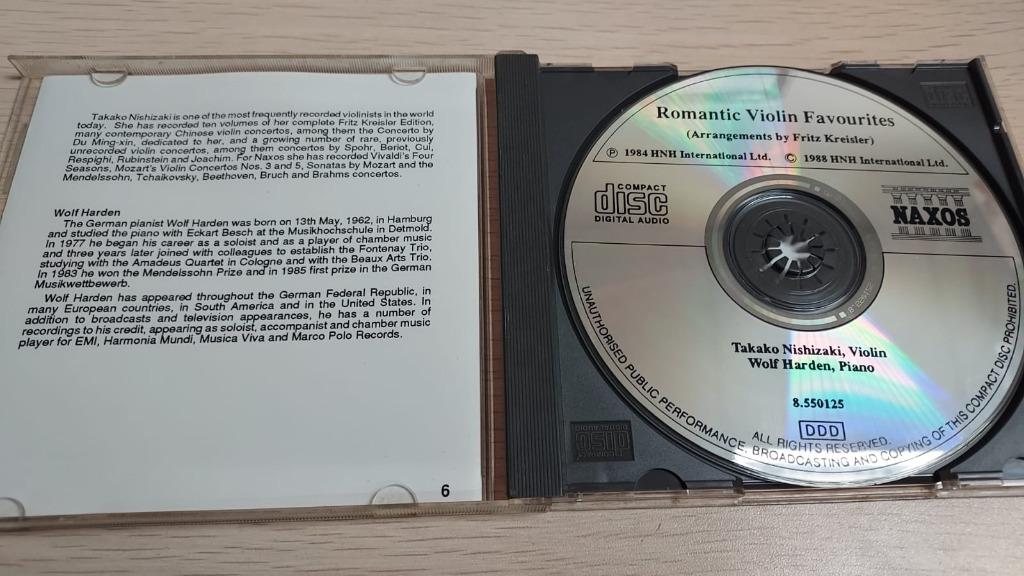 Takako Nishizaki is one of the most frequently recorded violinists in the world
today. She has recorded ten volumes of her complete Fritz Kreisler Edition,
many contemporary Chinese violin concertos, among them the Concerto by
Du Ming-xin, dedicated to her, and a growing number of rare, previously
unrecorded violin concertos, among them concertos by Spohr, Beriot, Cui,
Respighi, Rubinstein and Joachim. For Naxos she has recorded Vivaldi's Four
Seasons, Mozart's Violin Concertos Nos. 3 and 5, Sonatas by Mozart and the
Mendelssohn, Tchaikovsky, Beethoven, Bruch and Brahms concertos.
Wolf Harden
The German pianist Wolf Harden was born on 13th May, 1962, in Hamburg
and studied the piano with Eckart Besch at the Musikhochschule in Detmold.
In 1977 he began his career as a soloist and as a player of chamber music
and three years later joined with colleagues to establish the Fontenay Trio,
studying with the Amadeus Quartet in Cologne and with the Beaux Arts Trio.
In 1983 he won the Mendelssohn Prize and in 1985 first prize in the German
Musikwettbewerb.
Wolf Harden has appeared throughout the German Federal Republic, in
many European countries, in South America and in the United States. In
addition to broadcasts and television appearances, he has a number of
recordings to his credit, appearing as soloist, accompanist and chamber music
player for EMI, Harmonia Mundi, Musica Viva and Marco Polo Records.
6
Romantic Violin Favourites
(Arrangements by Fritz Kreisler)
Ⓟ 1984 HNH International Ltd. © 1988 HNH International Ltd.
COMPACT
disc
DIGITAL AUDIO
NAXOS
Takako Nishizaki, Violin
Wolf Harden, Piano
8.550125
DDD
ALL RIGHTS RESERVED.
UNAUTHORISED PUBLIC PERFORMANCE, BROADCASTING AND COPYING OF THIS COMPACT DISC PROHIBITED.
COMPACT
disc
DIGITAL AUDIO